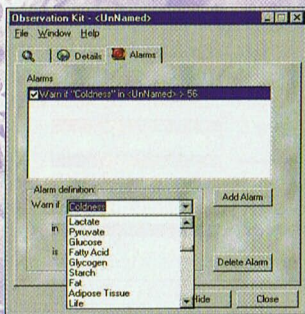 Observation Kit - <UnNamed>
File Window Help
Details Alarms
Alarms
Warn if "Coldness" in <UnNamed> > 56
Alarm definition:
Warn if Coldness
Add Alarm
in
is
Lactate
Pyruvate
Glucose
Fatty Acid
Glycogen
Starch
Fat
Adipose Tissue
Life
Delete Alarm
Hide Close